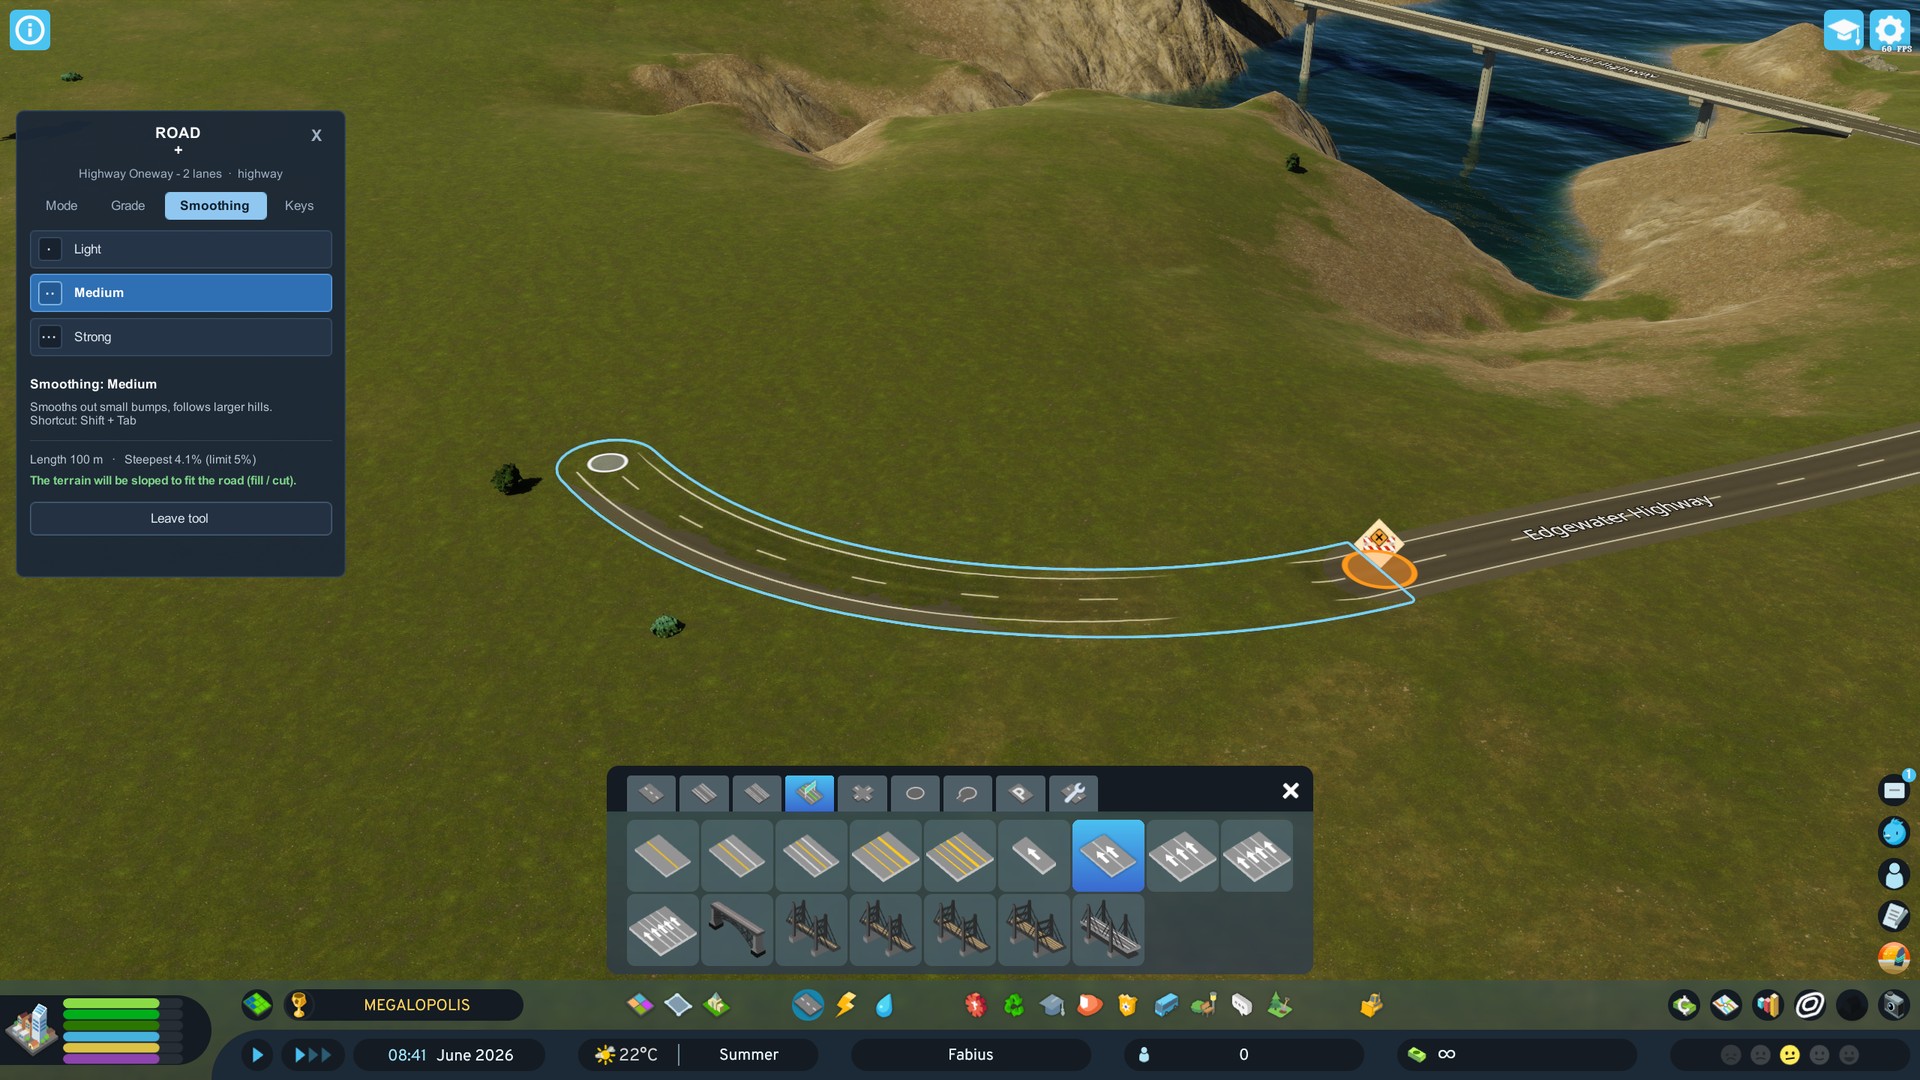 60 FPS
ROAD
X
+
Highway Oneway - 2 lanes · highway
Mode
Grade
Smoothing
Keys
Light
Medium
Strong
Smoothing: Medium
Smooths out small bumps, follows larger hills.
Shortcut: Shift + Tab
Length 100 m · Steepest 4.1% (limit 5%)
The terrain will be sloped to fit the road (fill / cut).
Leave tool
Edgewater Highway
P
1
MEGALOPOLIS
08:41 June 2026
22°C
Summer
Fabius
0
∞